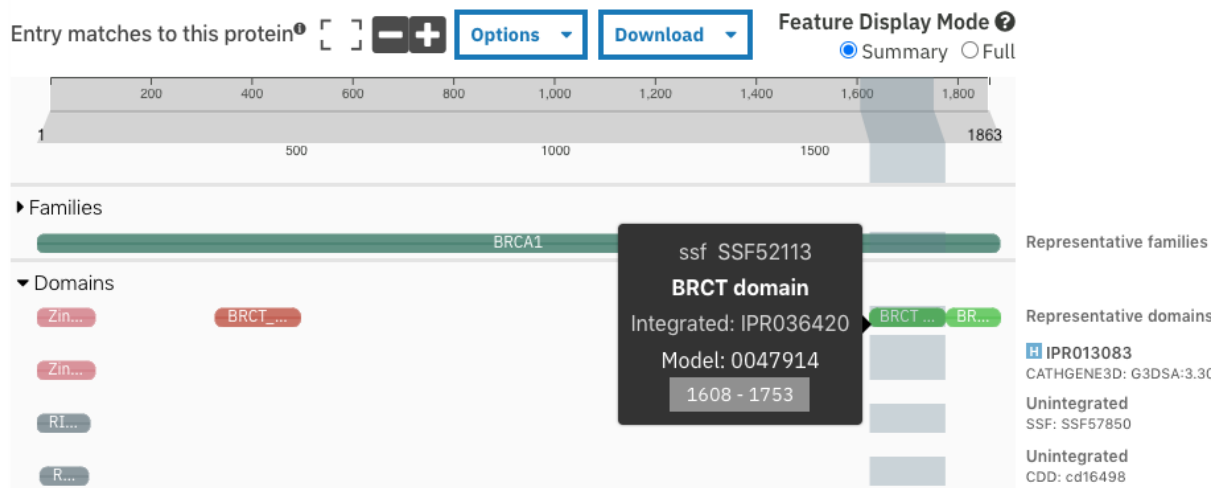 Entry matches to this protein
Options
Download
Feature Display Mode
Summary Full
200 400 600 800 1,000 1,200 1,400 1,600 1,800
1 1863
500 1000 1500
Families
BRCA1
Representative families
Domains
Zin... BRCT_... BRCT ... BR...
Representative domains
ssf SSF52113
BRCT domain
Integrated: IPR036420
Model: 0047914
1608 - 1753
Zin...
H IPR013083
CATHGENE3D: G3DSA:3.30
RI...
Unintegrated
SSF: SSF57850
R...
Unintegrated
CDD: cd16498